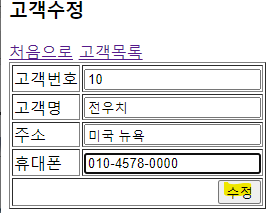 고객수정
처음으로 고객목록
고객번호 10
고객명 전우치
주소 미국 뉴욕
휴대폰 010-4578-0000
수정